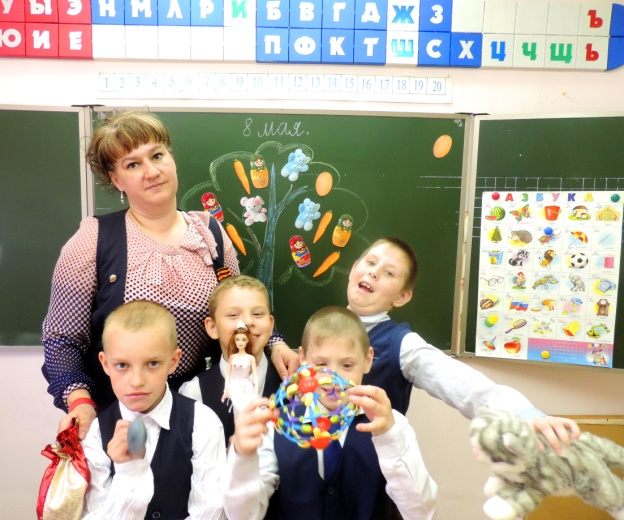 У Ы Э Н М Л Р Й Б В Г Д Ж З Ъ
Ю И Е П Ф К Т Ш С Х Ц Ч Щ Ь
1 2 3 4 5 6 7 8 9 10 11 12 13 14 15 16 17 18 19 20
8 мая.
АЗБУКА